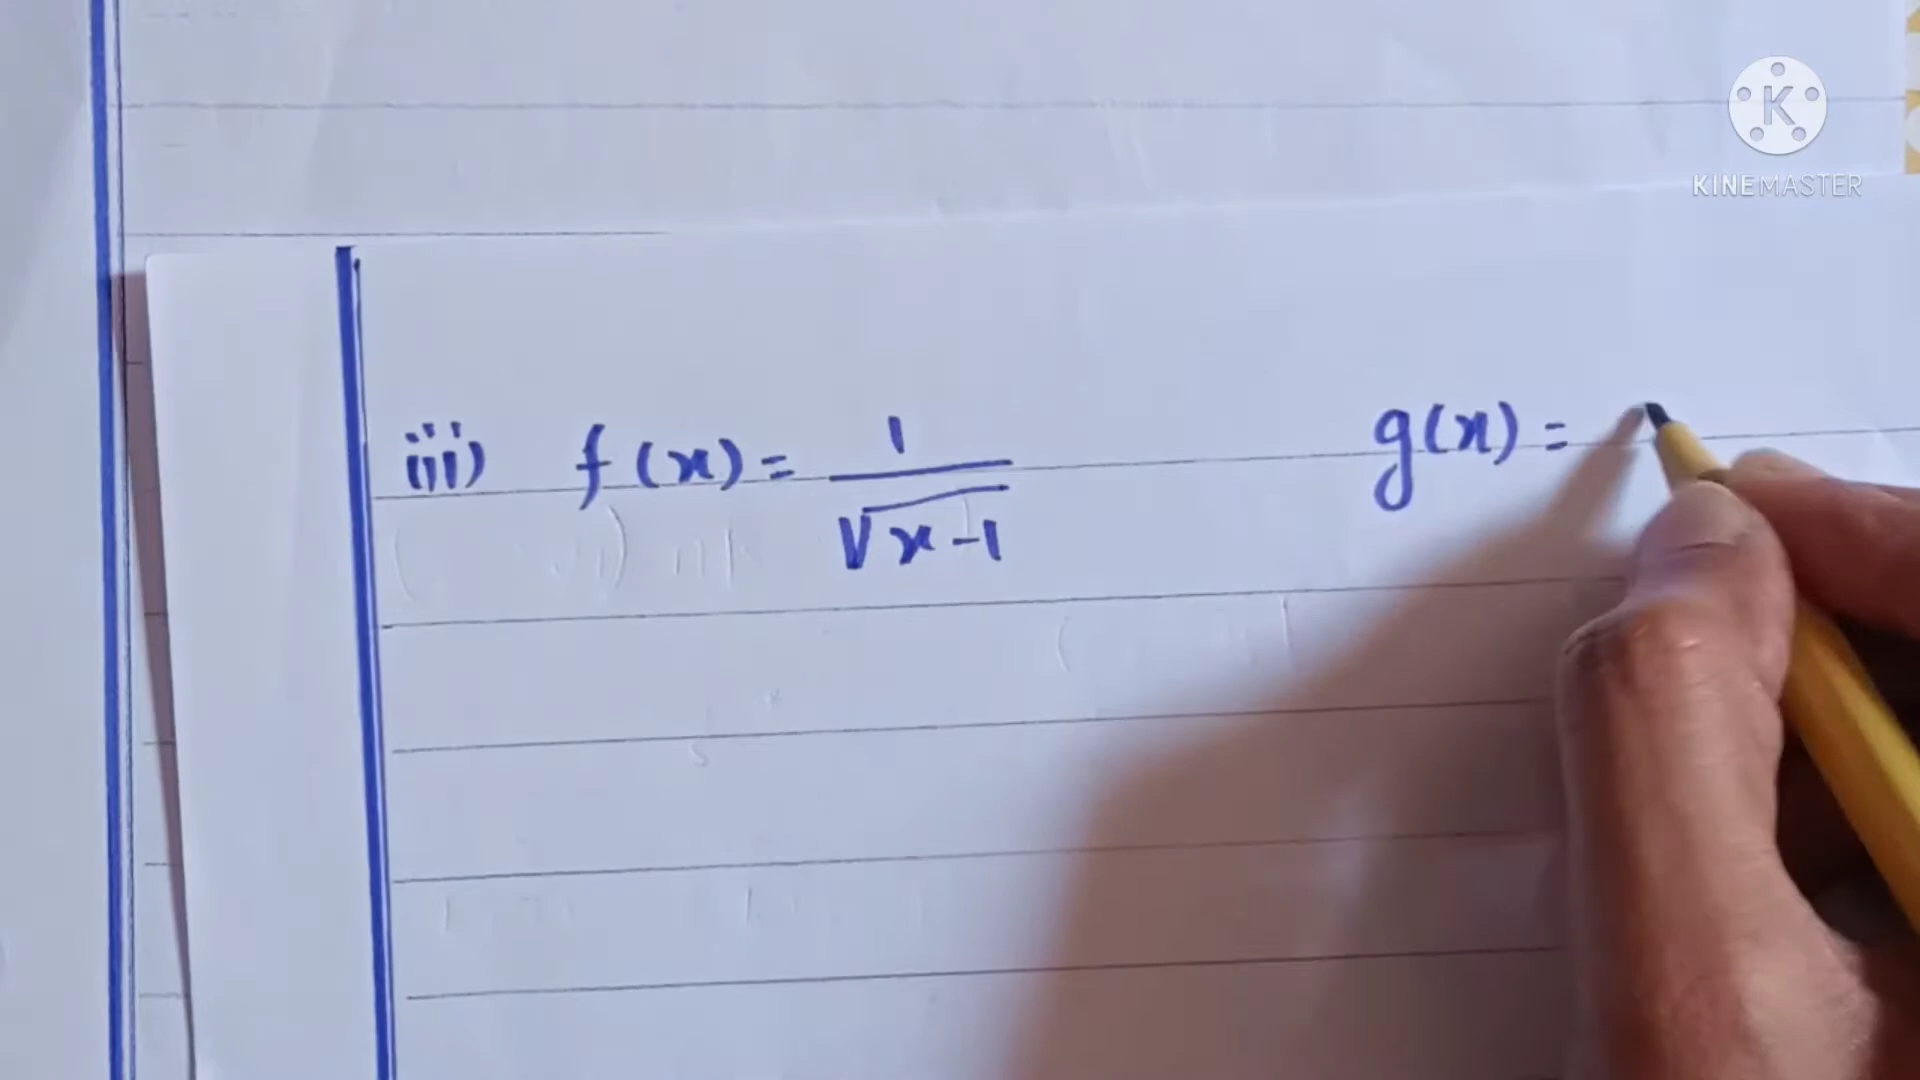 K
KINEMASTER
iii) f(x) = 1/√x-1 g(x) =